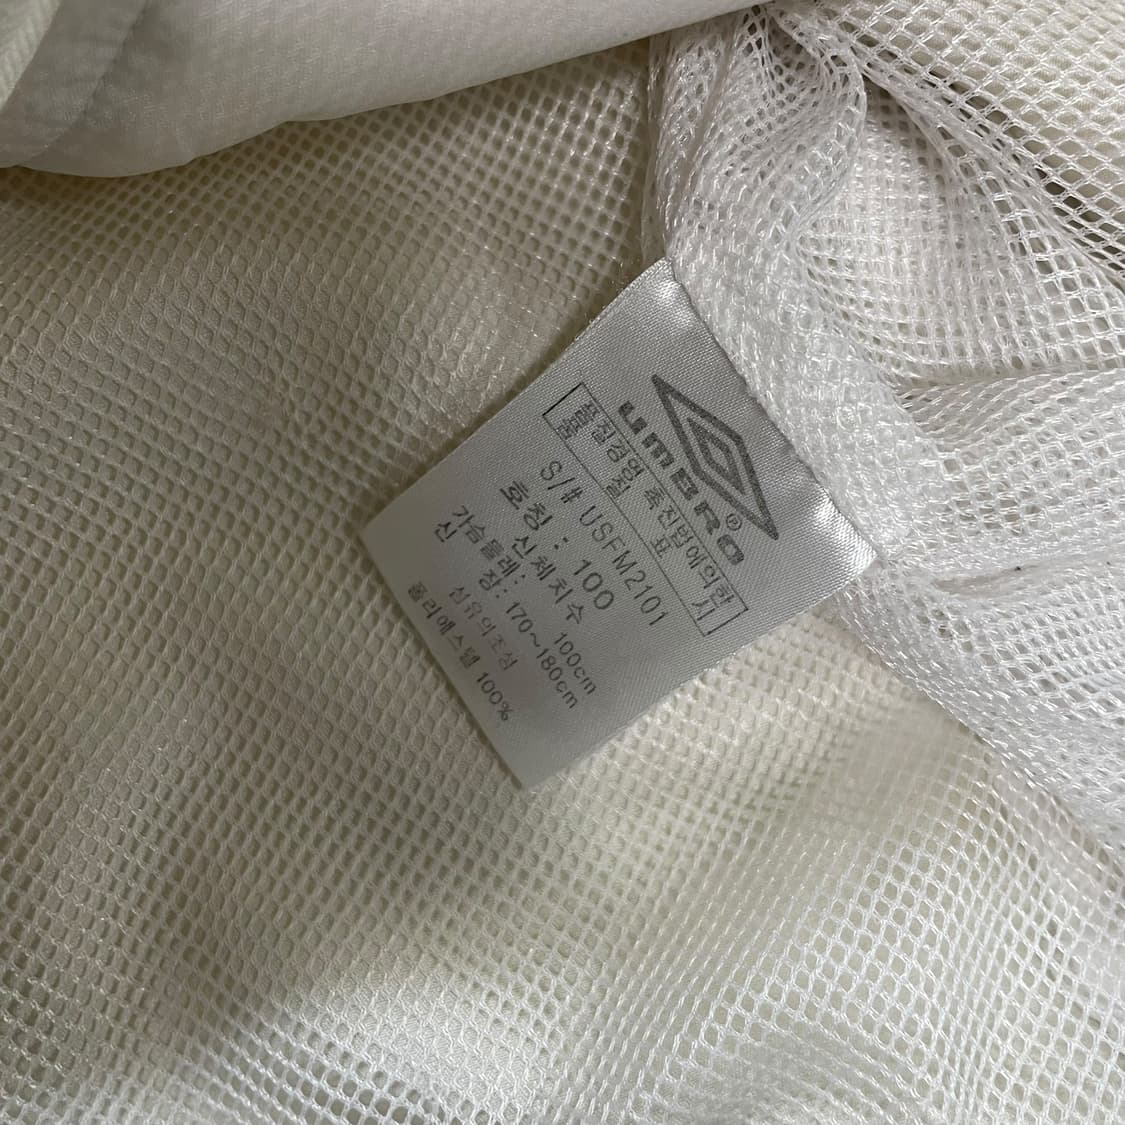 UMBRO®
품질경영 촉진법에의한
품 질 표 시
S/# USFM2101
호칭 : 100
신체치수
가슴둘레: 100cm
신 장: 170~180cm
섬유의조성
폴리에스텔 100%